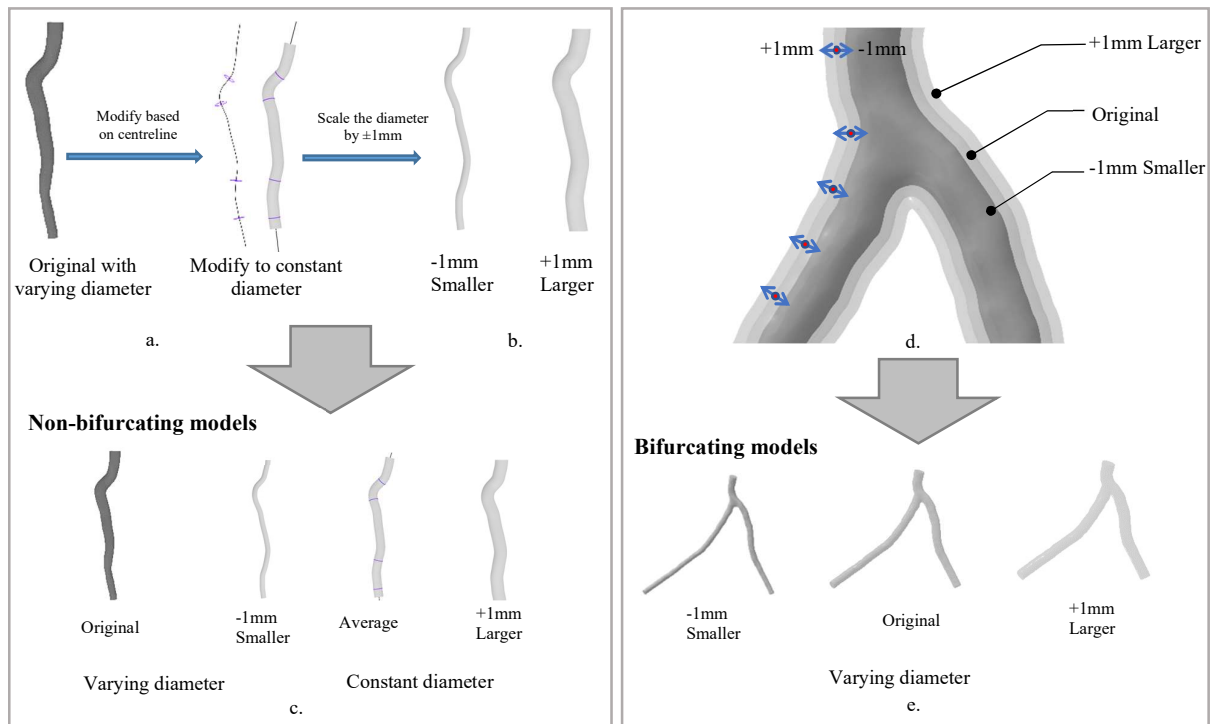 Modify based
on centreline
Scale the diameter
by ±1mm
Original with
varying diameter
Modify to constant
diameter
-1mm
Smaller
+1mm
Larger
a.
b.
Non-bifurcating models
Original
-1mm
Smaller
Average
+1mm
Larger
Varying diameter
Constant diameter
c.
+1mm
-1mm
+1mm Larger
Original
-1mm Smaller
d.
Bifurcating models
-1mm
Smaller
Original
+1mm
Larger
Varying diameter
e.